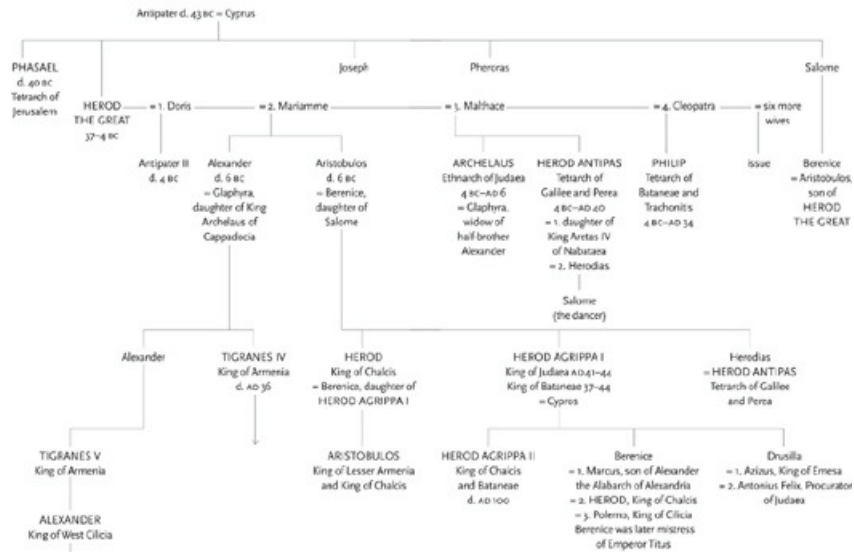 Antipater d. 43 BC = Cyprus
PHASAEL
d. 40 BC
Tetrarch of
Jerusalem
Joseph
Pheroras
Salome
HEROD
THE GREAT
37–4 BC
= 1. Doris
= 2. Mariamme
= 3. Malthace
= 4. Cleopatra
= six more
wives
Antipater III
d. 4 BC
Alexander
d. 6 BC
= Glaphyra,
daughter of King
Archelaus of
Cappadocia
Aristobulos
d. 6 BC
= Berenice,
daughter of
Salome
ARCHELAUS
Ethnarch of Judaea
4 BC–AD 6
= Glaphyra,
widow of
half-brother
Alexander
HEROD ANTIPAS
Tetrarch of
Galilee and Perea
4 BC–AD 40
= 1. daughter of
King Aretas IV
of Nabataea
= 2. Herodias
PHILIP
Tetrarch of
Bataneae and
Trachonitis
4 BC–AD 34
issue
Berenice
= Aristobulos,
son of
HEROD
THE GREAT
Salome
(the dancer)
Alexander
TIGRANES IV
King of Armenia
d. AD 36
HEROD
King of Chalcis
= Berenice, daughter of
HEROD AGRIPPA I
HEROD AGRIPPA I
King of Judaea AD 41–44
King of Bataneae 37–44
= Cypros
Herodias
= HEROD ANTIPAS
Tetrarch of Galilee
and Perea
TIGRANES V
King of Armenia
ARISTOBULOS
King of Lesser Armenia
and King of Chalcis
HEROD AGRIPPA II
King of Chalcis
and Bataneae
d. AD 100
Berenice
= 1. Marcus, son of Alexander
the Alabarch of Alexandria
= 2. HEROD, King of Chalcis
= 3. Polemo, King of Cilicia
Berenice was later mistress
of Emperor Titus
Drusilla
= 1. Azizus, King of Emesa
= 2. Antonius Felix, Procurator
of Judaea
ALEXANDER
King of West Cilicia